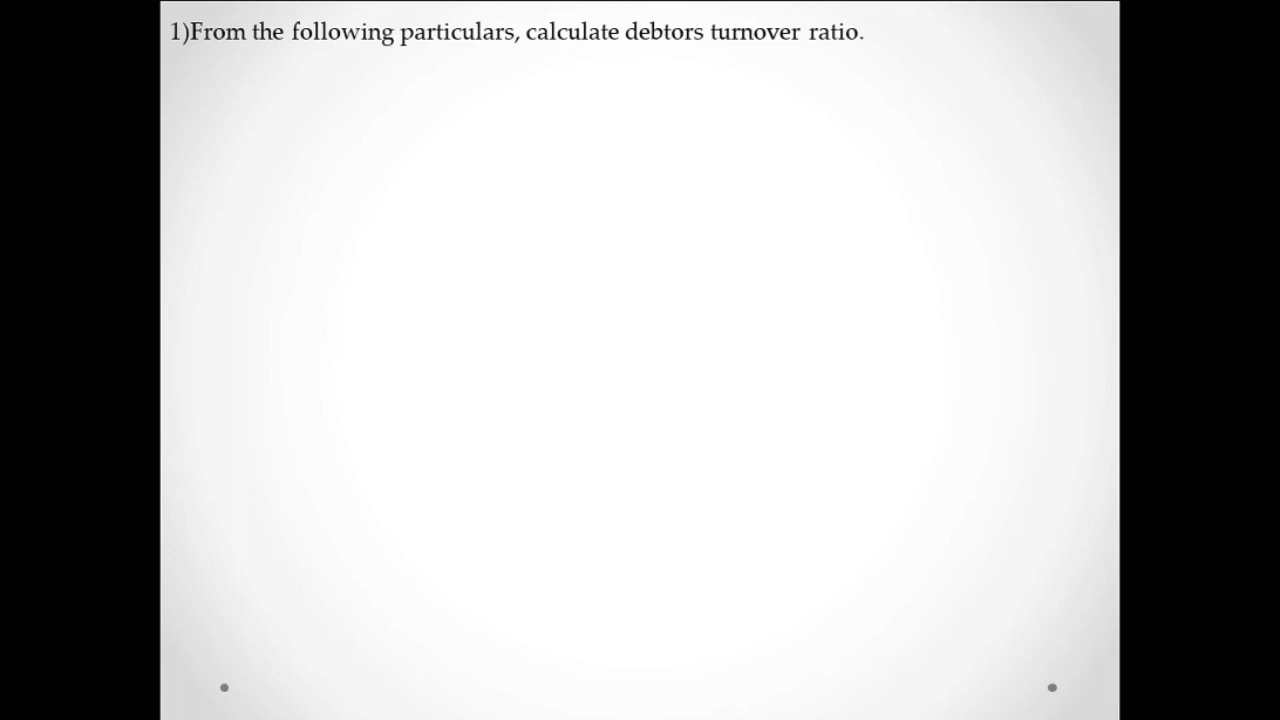 1)From the following particulars, calculate debtors turnover ratio.